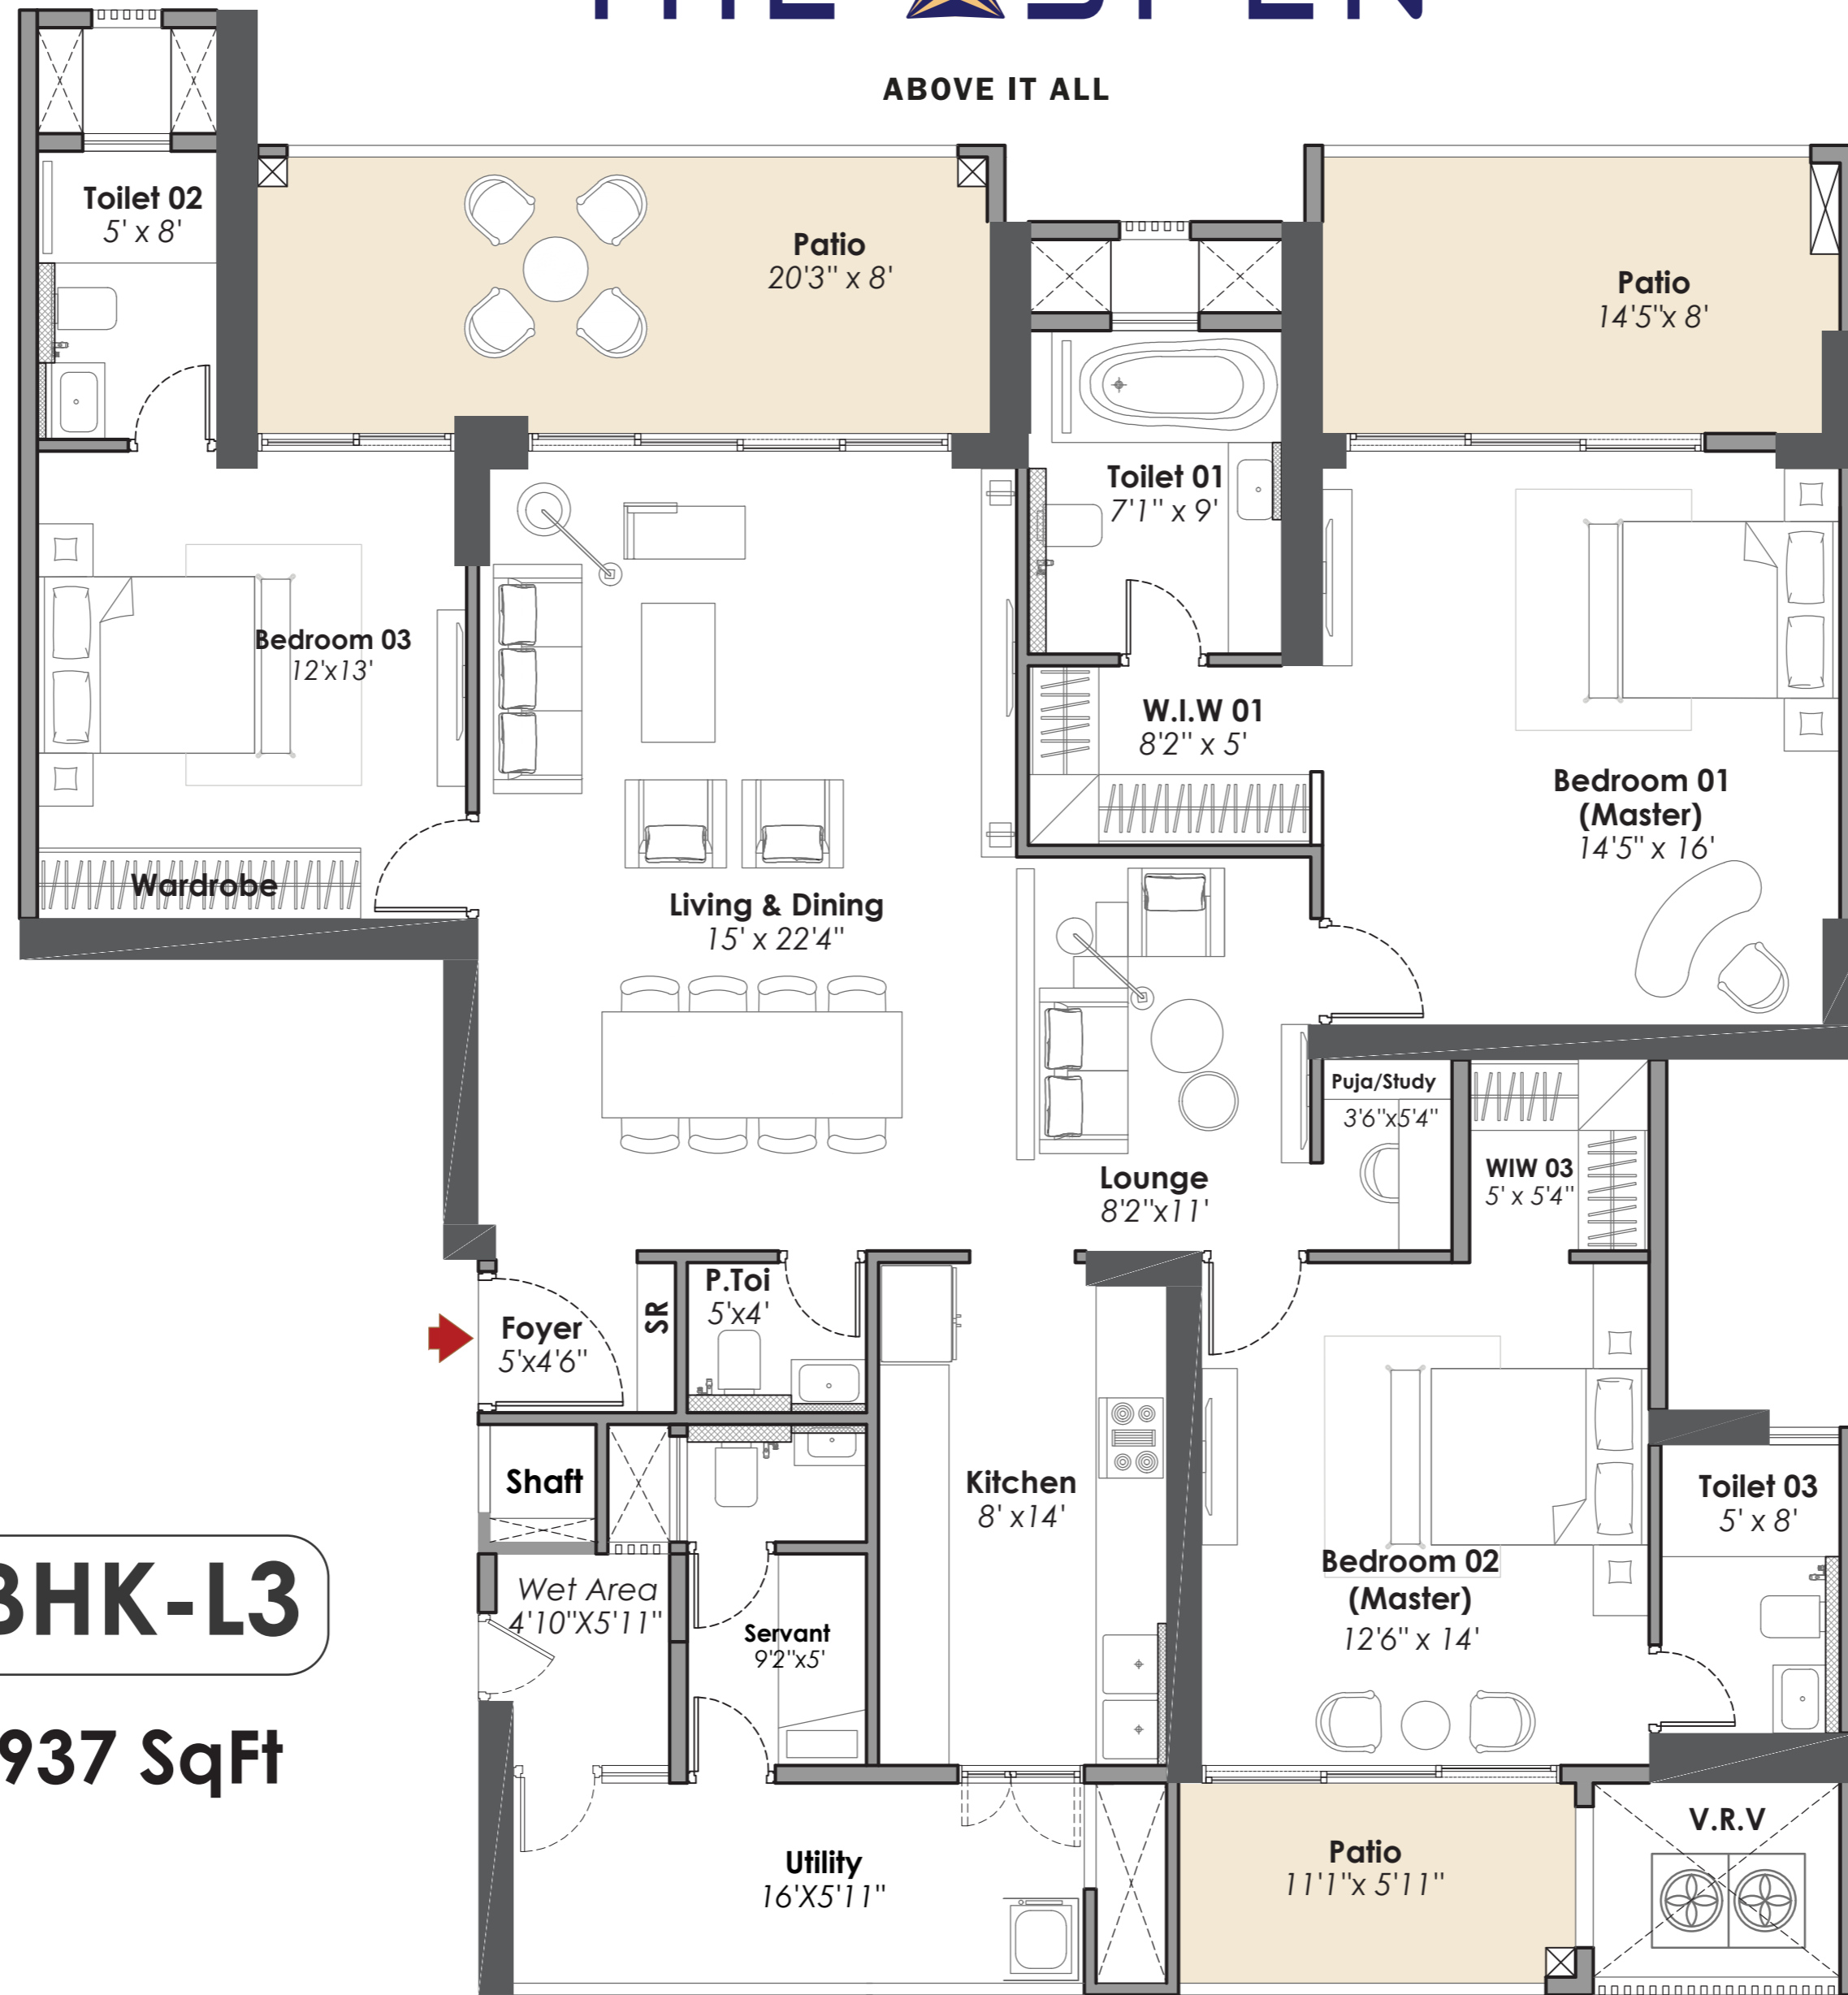 THE ASPEN
ABOVE IT ALL
Toilet 02
5' x 8'
Patio
20'3" x 8'
Patio
14'5"x 8'
Toilet 01
7'1" x 9'
Bedroom 03
12'x13'
W.I.W 01
8'2" x 5'
Bedroom 01
(Master)
14'5" x 16'
Wardrobe
Living & Dining
15' x 22'4"
Puja/Study
3'6"x5'4"
WIW 03
5' x 5'4"
Lounge
8'2"x11'
P.Toi
5'x4'
SR
Foyer
5'x4'6"
Shaft
Kitchen
8' x14'
Toilet 03
5' x 8'
Bedroom 02
(Master)
12'6" x 14'
Wet Area
4'10"X5'11"
Servant
9'2"x5'
BHK-L3
937 SqFt
V.R.V
Utility
16'X5'11"
Patio
11'1"x 5'11"